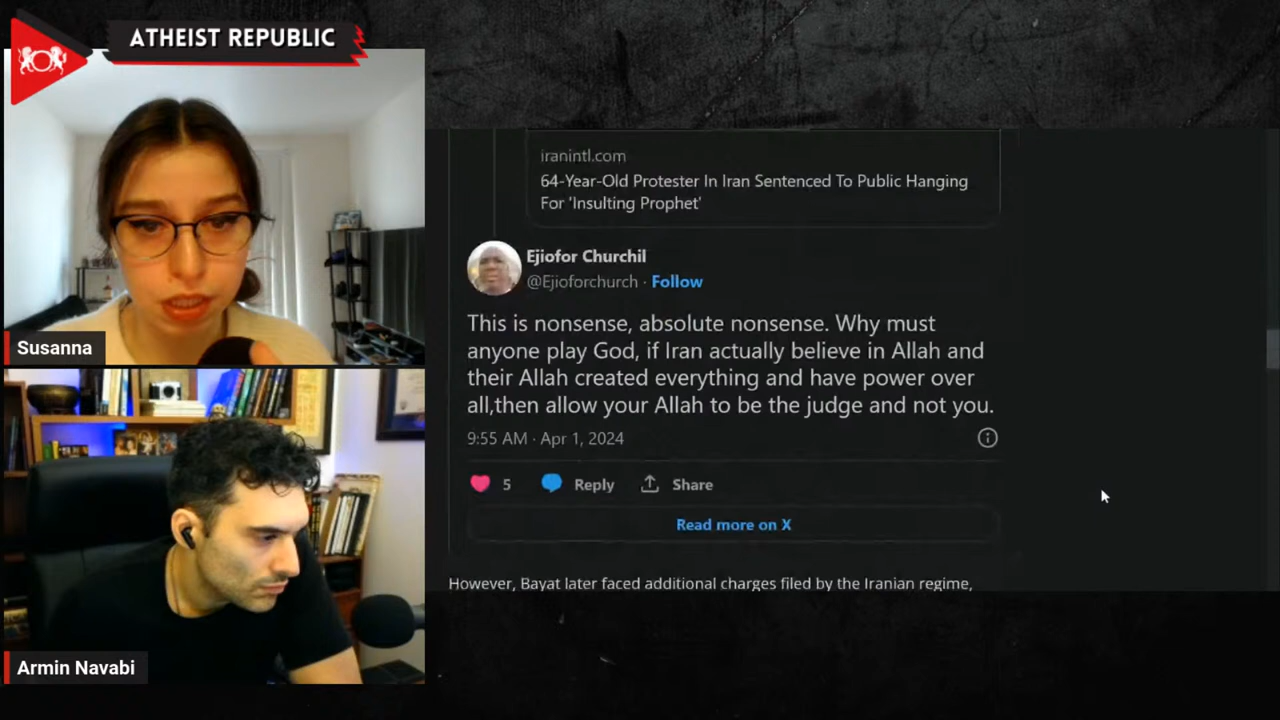 ATHEIST REPUBLIC
Susanna
Armin Navabi
iranintl.com
64-Year-Old Protester In Iran Sentenced To Public Hanging
For 'Insulting Prophet'
Ejiofor Churchil
@Ejioforchurch · Follow
This is nonsense, absolute nonsense. Why must
anyone play God, if Iran actually believe in Allah and
their Allah created everything and have power over
all,then allow your Allah to be the judge and not you.
9:55 AM · Apr 1, 2024
5 Reply Share
Read more on X
However, Bayat later faced additional charges filed by the Iranian regime,